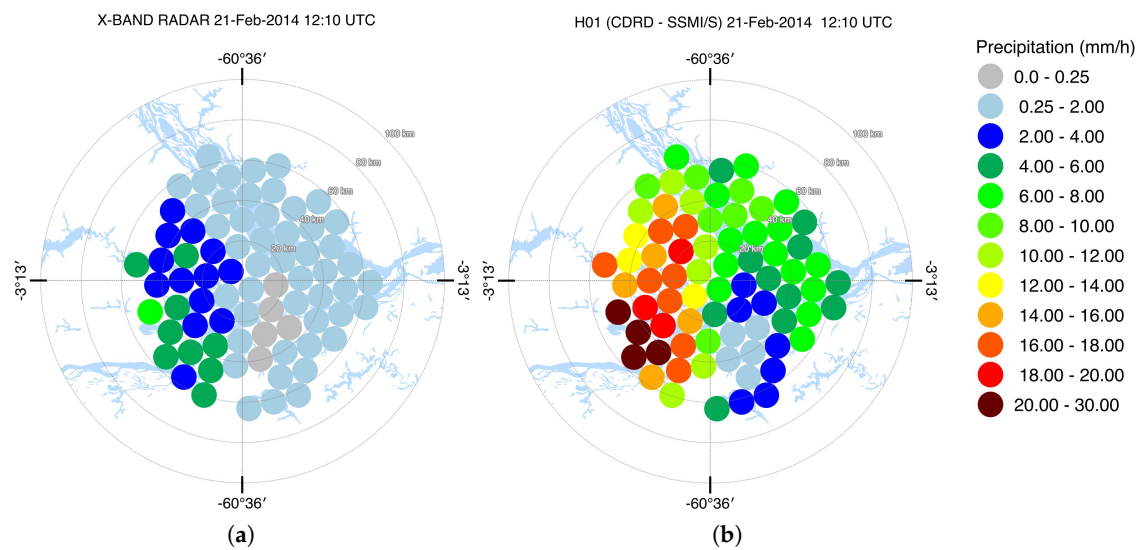 X-BAND RADAR 21-Feb-2014 12:10 UTC
-60°36′
100 km
80 km
60 km
40 km
20 km
-3°13′
-3°13′
-60°36′
(a)
H01 (CDRD - SSMI/S) 21-Feb-2014 12:10 UTC
-60°36′
100 km
80 km
60 km
40 km
20 km
-3°13′
-3°13′
-60°36′
(b)
Precipitation (mm/h)
0.0 - 0.25
0.25 - 2.00
2.00 - 4.00
4.00 - 6.00
6.00 - 8.00
8.00 - 10.00
10.00 - 12.00
12.00 - 14.00
14.00 - 16.00
16.00 - 18.00
18.00 - 20.00
20.00 - 30.00